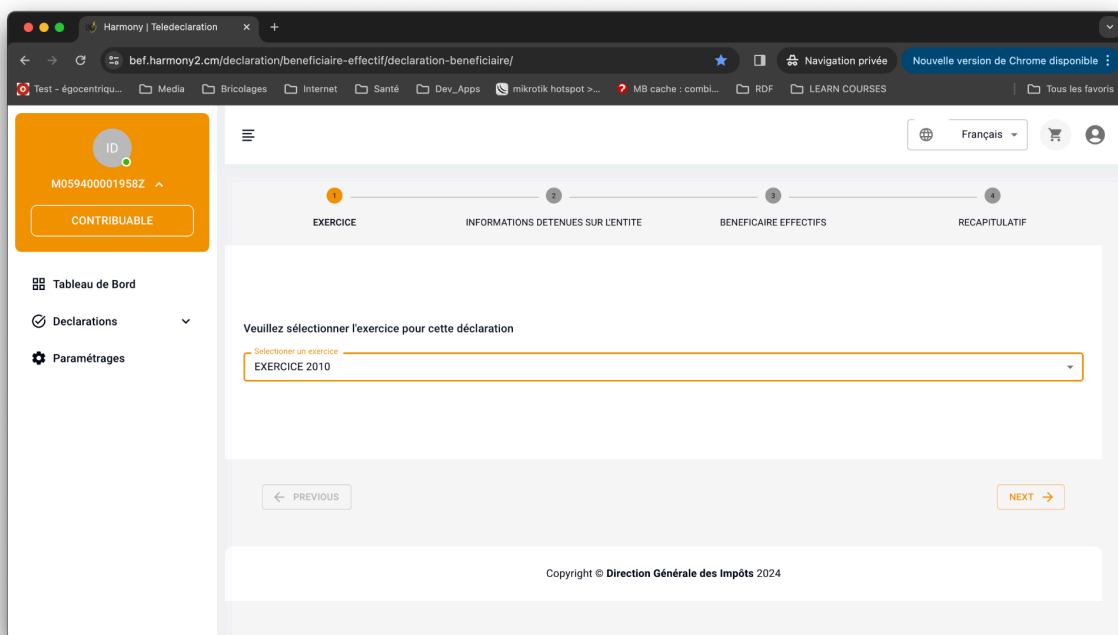 Harmony | Teledeclaration
bef.harmony2.cm/declaration/beneficiaire-effectif/declaration-beneficiaire/
Navigation privée
Nouvelle version de Chrome disponible
Test - égocentriqu...
Media
Bricolages
Internet
Santé
Dev_Apps
mikrotik hotspot >...
MB cache : combi...
RDF
LEARN COURSES
Tous les favoris
ID
M059400001958Z
CONTRIBUABLE
Tableau de Bord
Declarations
Paramétrages
Français
1
2
3
4
EXERCICE
INFORMATIONS DETENUES SUR L'ENTITE
BENEFICAIRE EFFECTIFS
RECAPITULATIF
Veuillez sélectionner l'exercice pour cette déclaration
Selectioner un exercice
EXERCICE 2010
PREVIOUS
NEXT
Copyright © Direction Générale des Impôts 2024